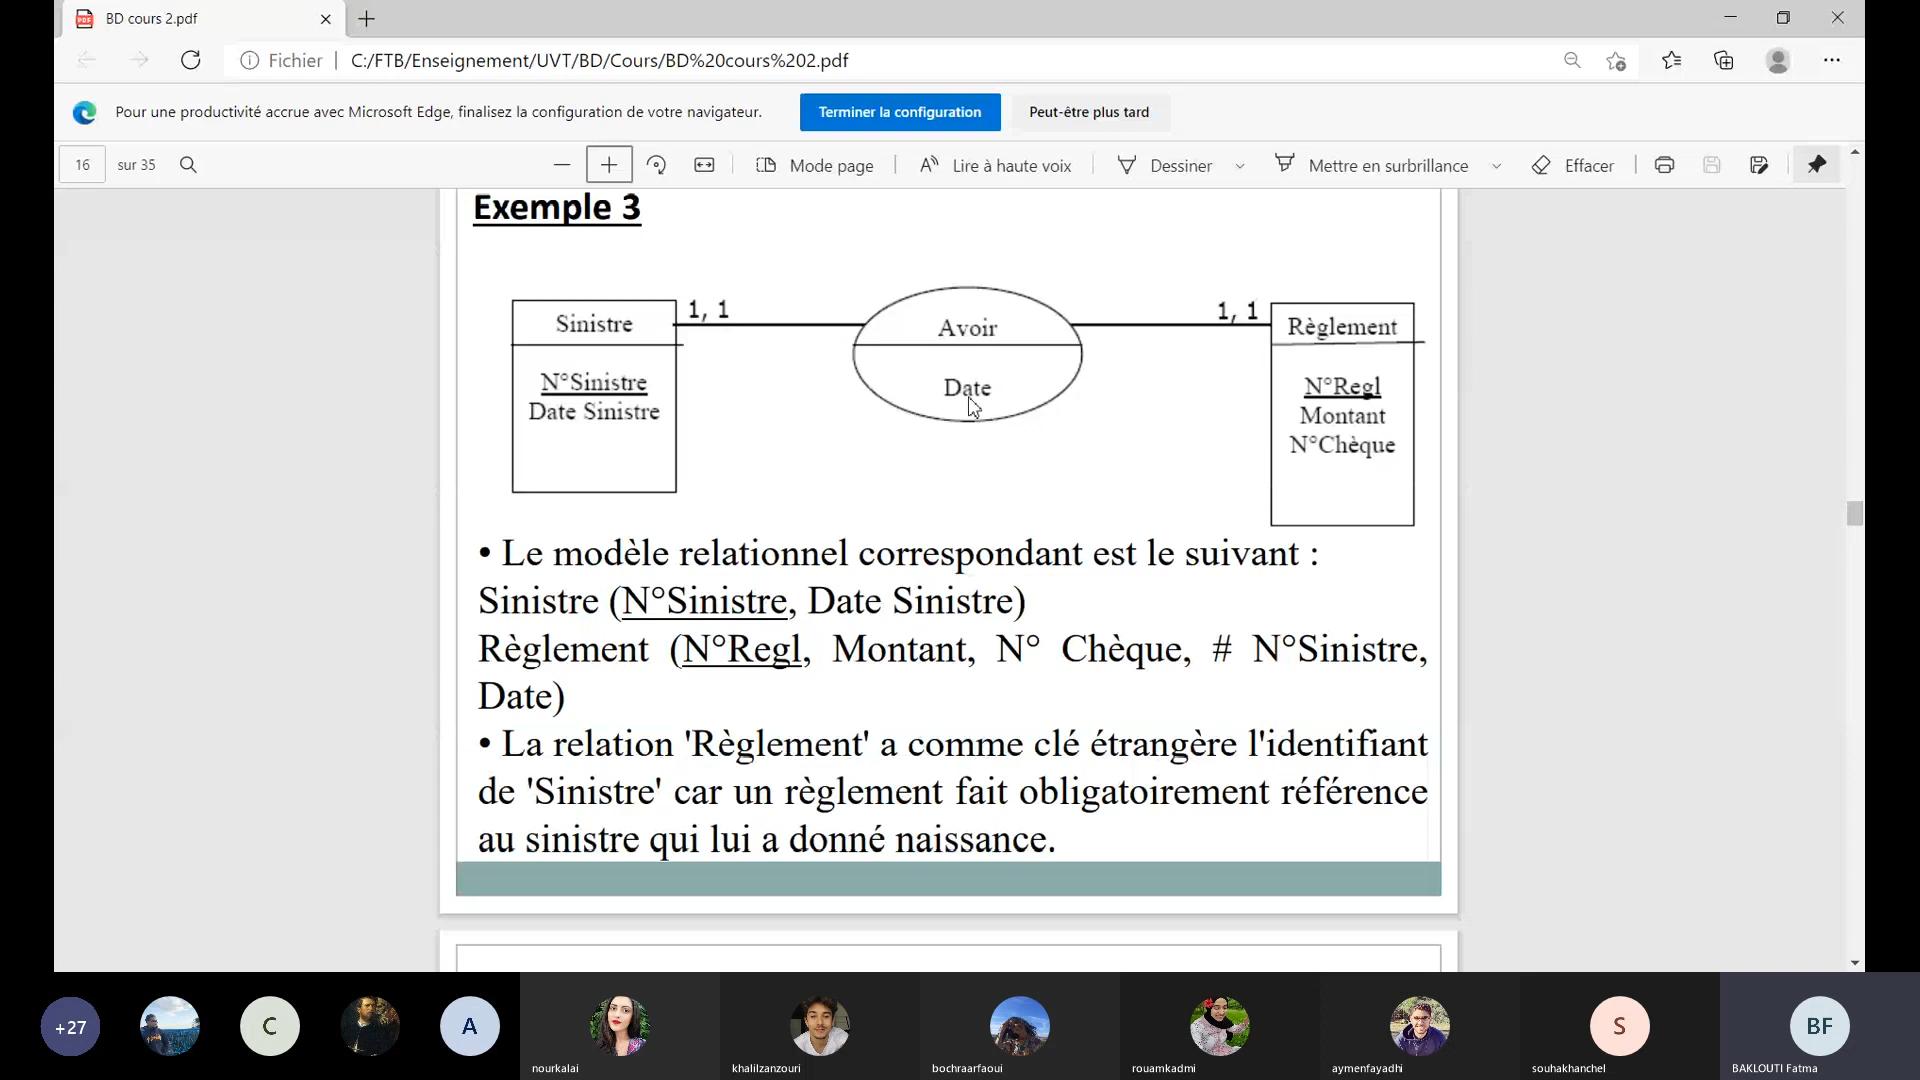 BD cours 2.pdf
Fichier | C:/FTB/Enseignement/UVT/BD/Cours/BD%20cours%202.pdf
Pour une productivité accrue avec Microsoft Edge, finalisez la configuration de votre navigateur. Terminer la configuration Peut-être plus tard
16 sur 35 Mode page Lire à haute voix Dessiner Mettre en surbrillance Effacer
Exemple 3
1, 1 1, 1
Sinistre Avoir Règlement
N°Sinistre Date N°Regl
Date Sinistre Montant
N°Chèque
• Le modèle relationnel correspondant est le suivant :
Sinistre (N°Sinistre, Date Sinistre)
Règlement (N°Regl, Montant, N° Chèque, # N°Sinistre,
Date)
• La relation 'Règlement' a comme clé étrangère l'identifiant
de 'Sinistre' car un règlement fait obligatoirement référence
au sinistre qui lui a donné naissance.
+27 C A S BF
nourkalai khalilzanzouri bochraarfaoui rouamkadmi aymenfayadhi souhakhanchel BAKLOUTI Fatma